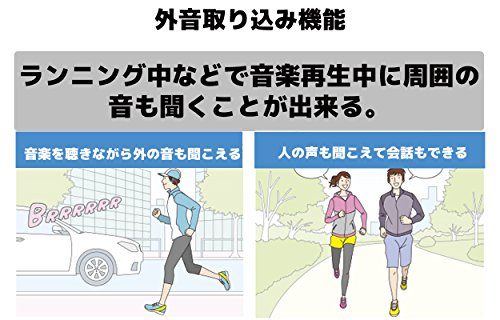 外音取り込み機能
ランニング中などで音楽再生中に周囲の
音も聞くことが出来る。
音楽を聴きながら外の音も聞こえる
人の声も聞こえて会話もできる
BRRRRRRR